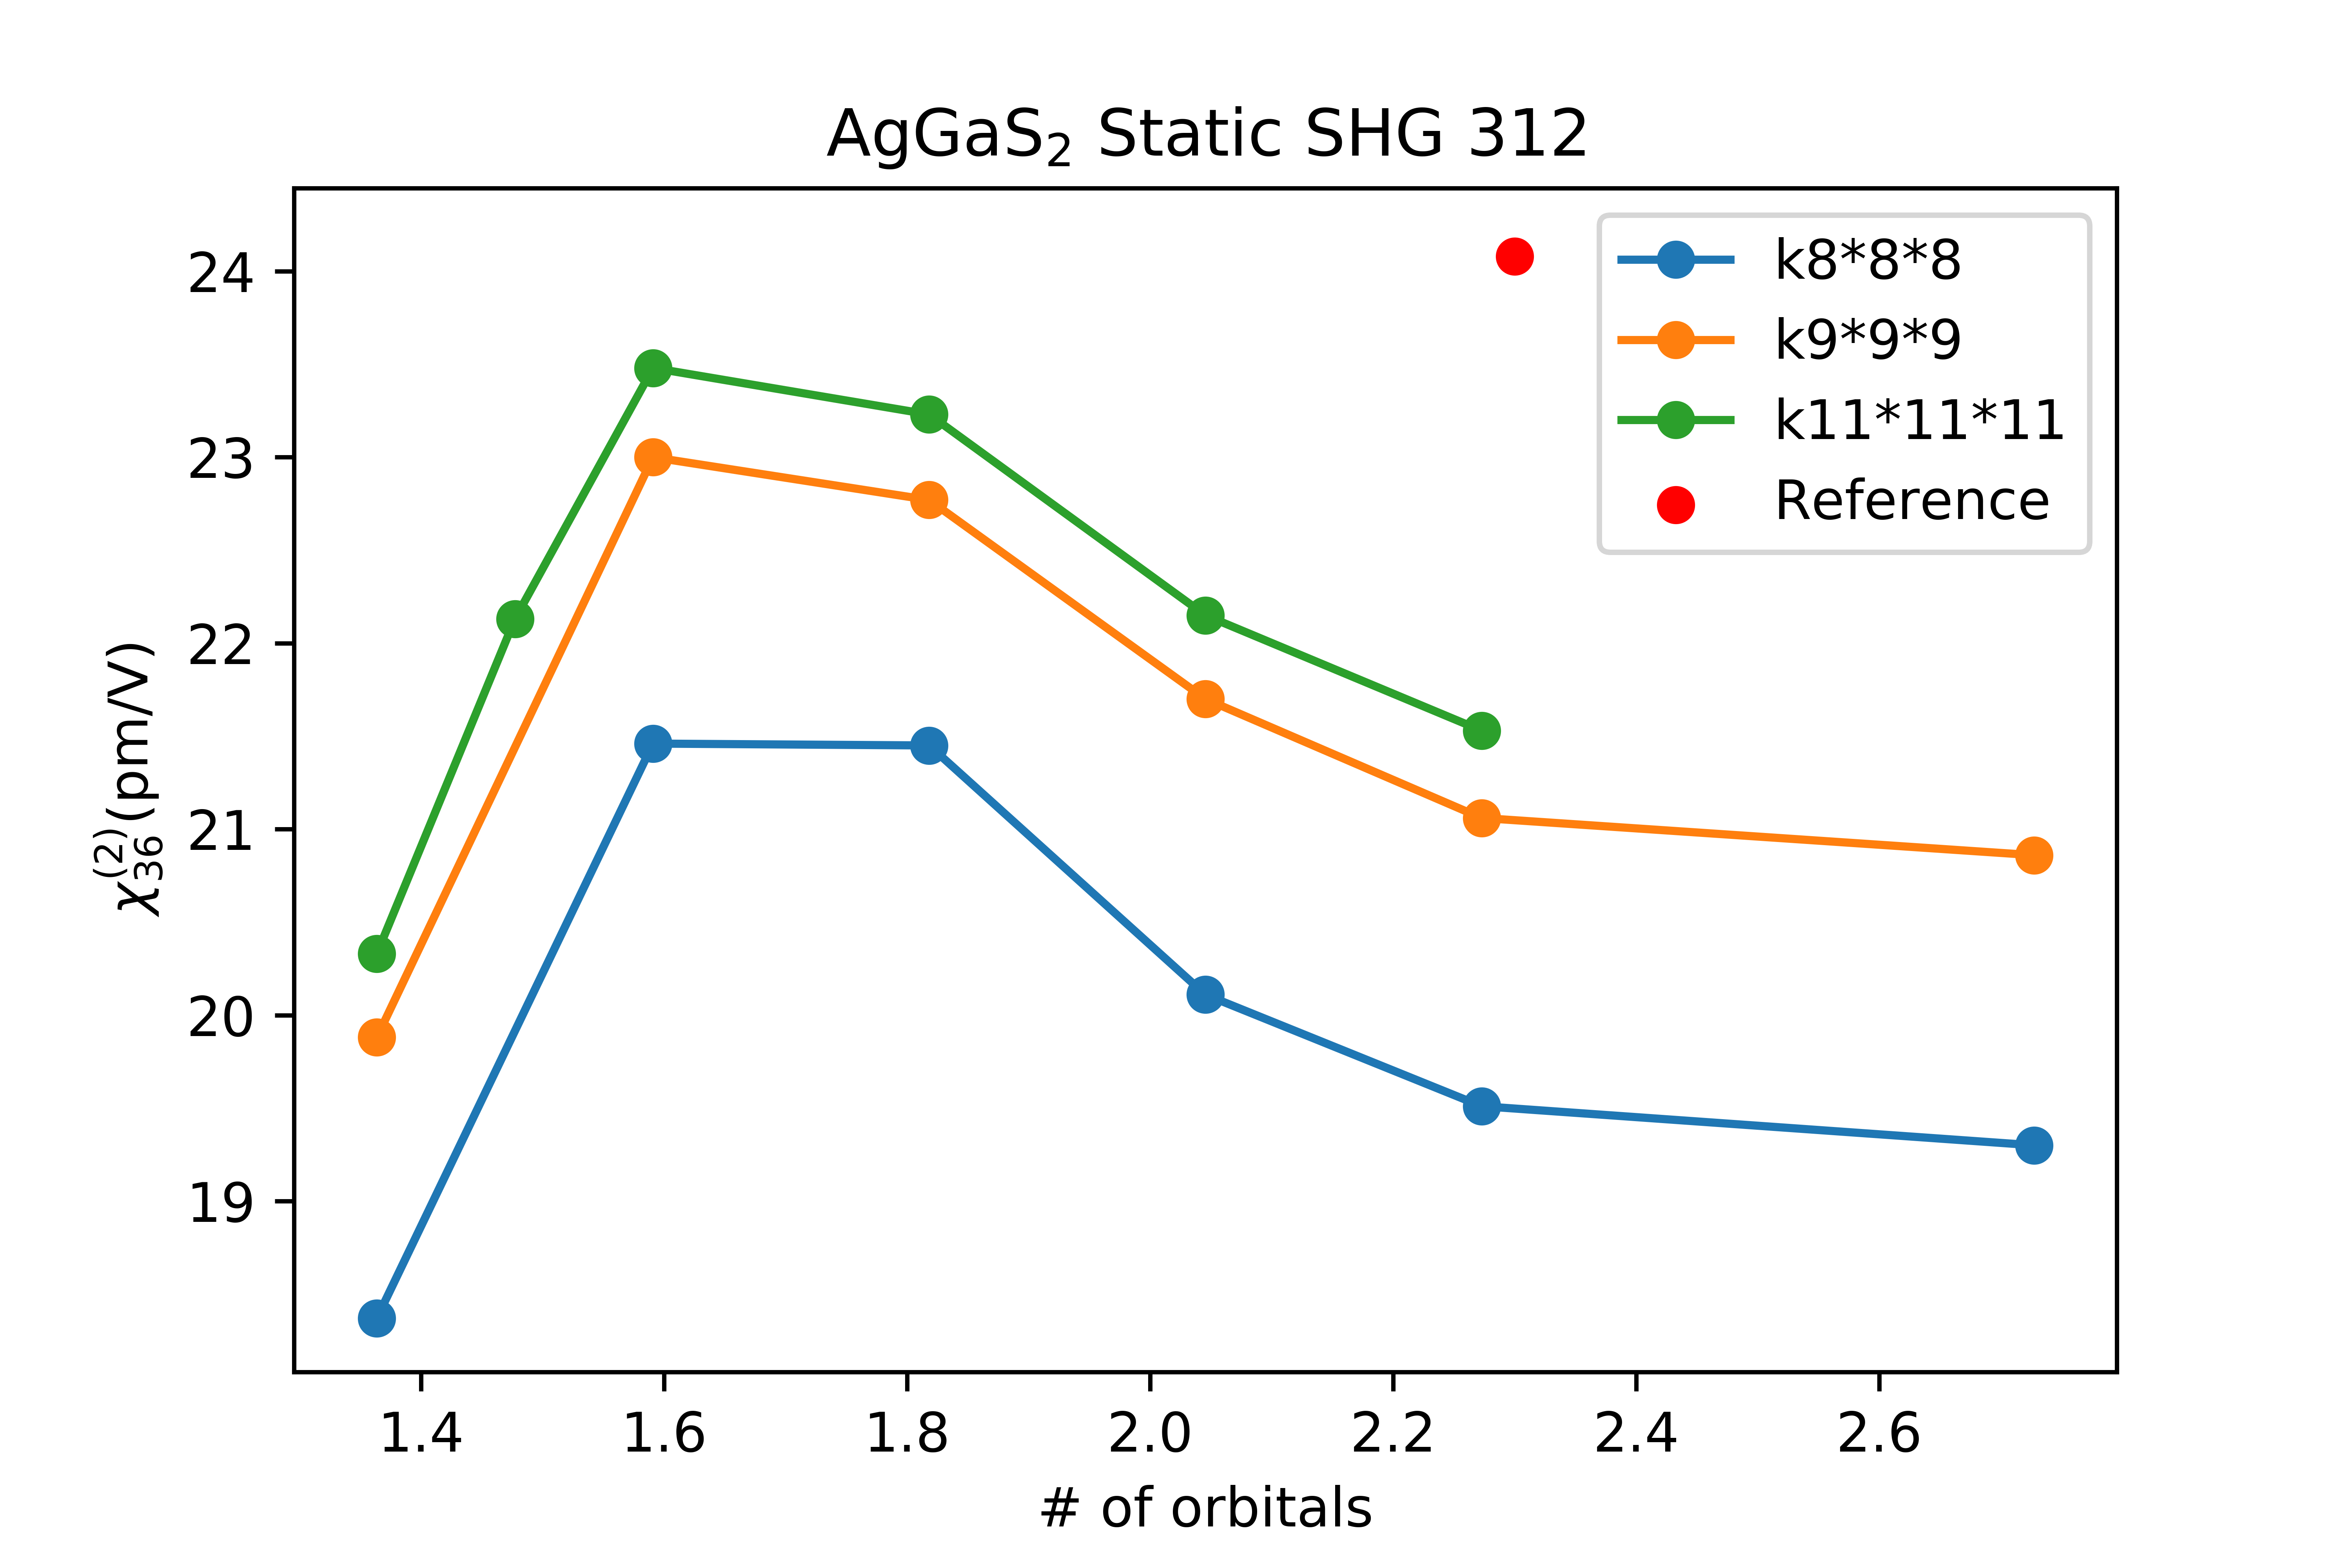 AgGaS₂ Static SHG 312
24
23
22
21
20
19
χ₃₆⁽²⁾(pm/V)
1.4 1.6 1.8 2.0 2.2 2.4 2.6
# of orbitals
k8*8*8
k9*9*9
k11*11*11
Reference